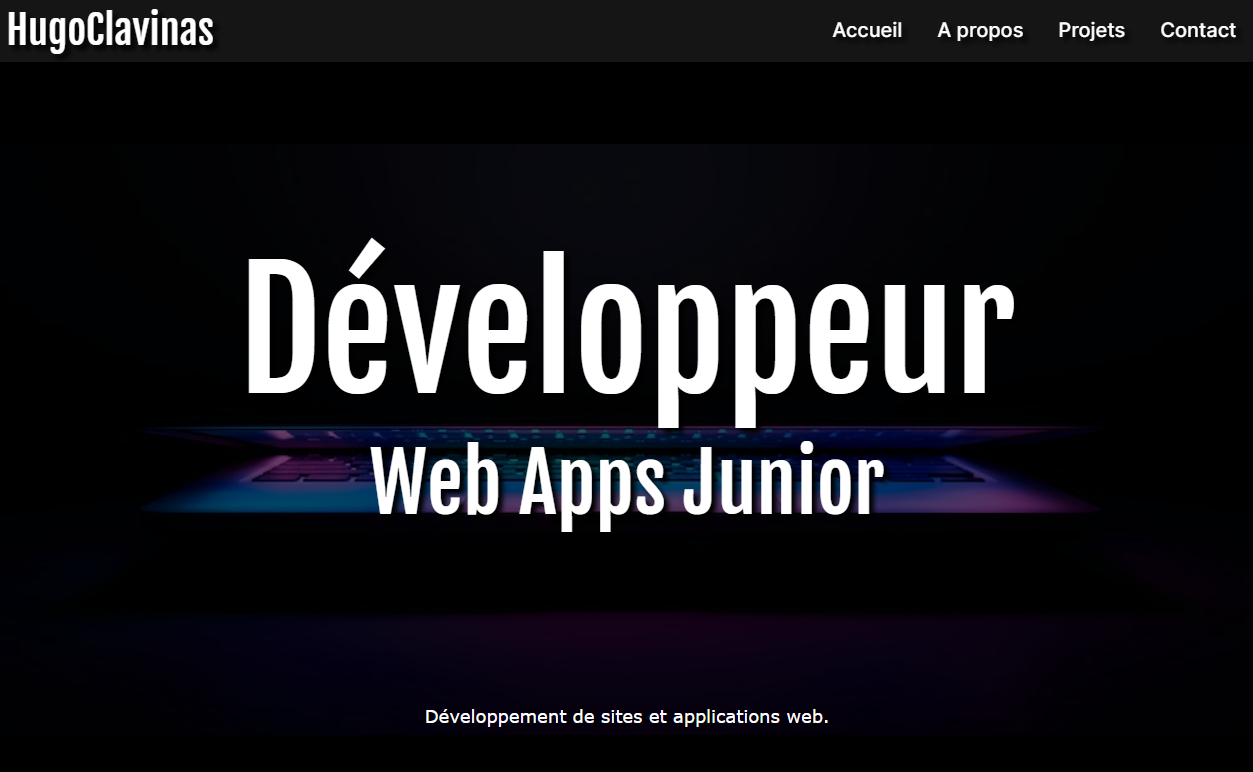 HugoClavinas
Accueil A propos Projets Contact
Développeur
Web Apps Junior
Développement de sites et applications web.